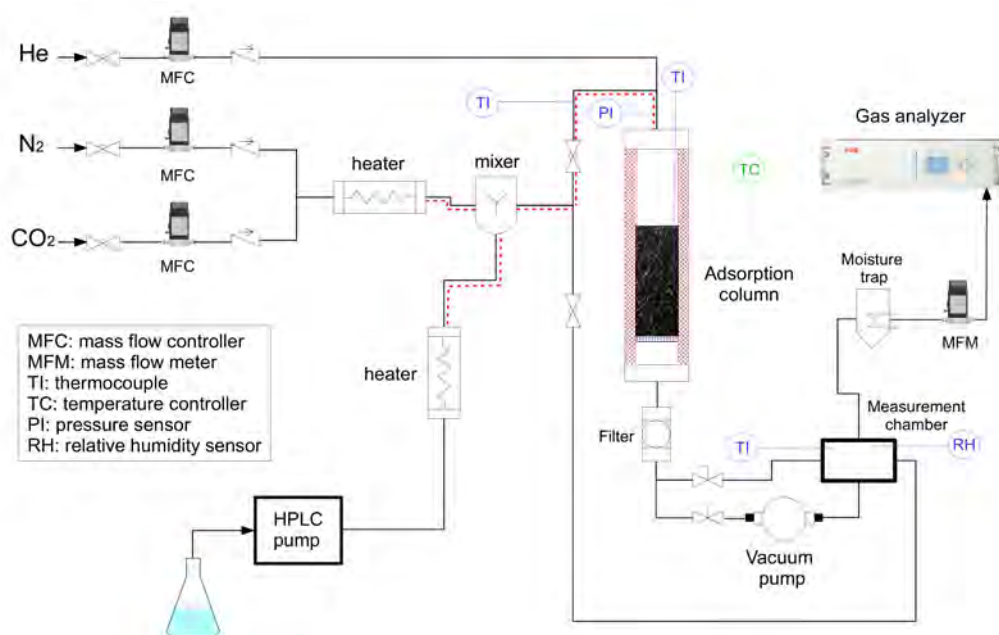 He
MFC
TI
TI
PI
N₂
MFC
heater
mixer
TC
Gas analyzer
ABB
CO₂
MFC
Adsorption
column
Moisture
trap
MFM
MFC: mass flow controller
MFM: mass flow meter
TI: thermocouple
TC: temperature controller
PI: pressure sensor
RH: relative humidity sensor
heater
Filter
Measurement
chamber
TI
RH
HPLC
pump
Vacuum
pump